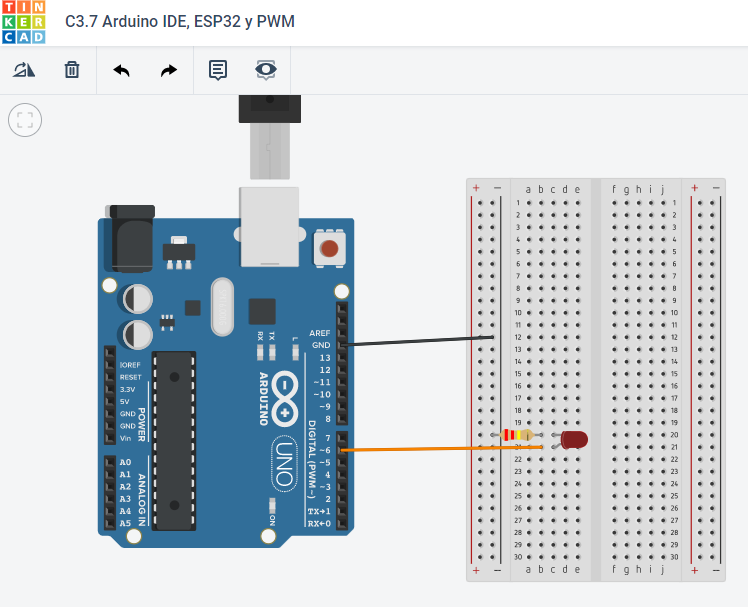 TIN
KER
CAD
C3.7 Arduino IDE, ESP32 y PWM
AREF
GND
13
12
~11
~10
~9
8
7
~6
~5
4
~3
2
TX→1
RX←0
DIGITAL (PWM~)
RX
TX
L
ARDUINO
UNO
ON
IOREF
RESET
3.3V
5V
GND
GND
Vin
POWER
A0
A1
A2
A3
A4
A5
ANALOG IN
+ − a b c d e f g h i j + −
1 1
2 2
3 3
4 4
5 5
6 6
7 7
8 8
9 9
10 10
11 11
12 12
13 13
14 14
15 15
16 16
17 17
18 18
19 19
20
21 21
22 22
23 23
24 24
25 25
26 26
27 27
28 28
29 29
30 30
+ − a b c d e f g h i j + −